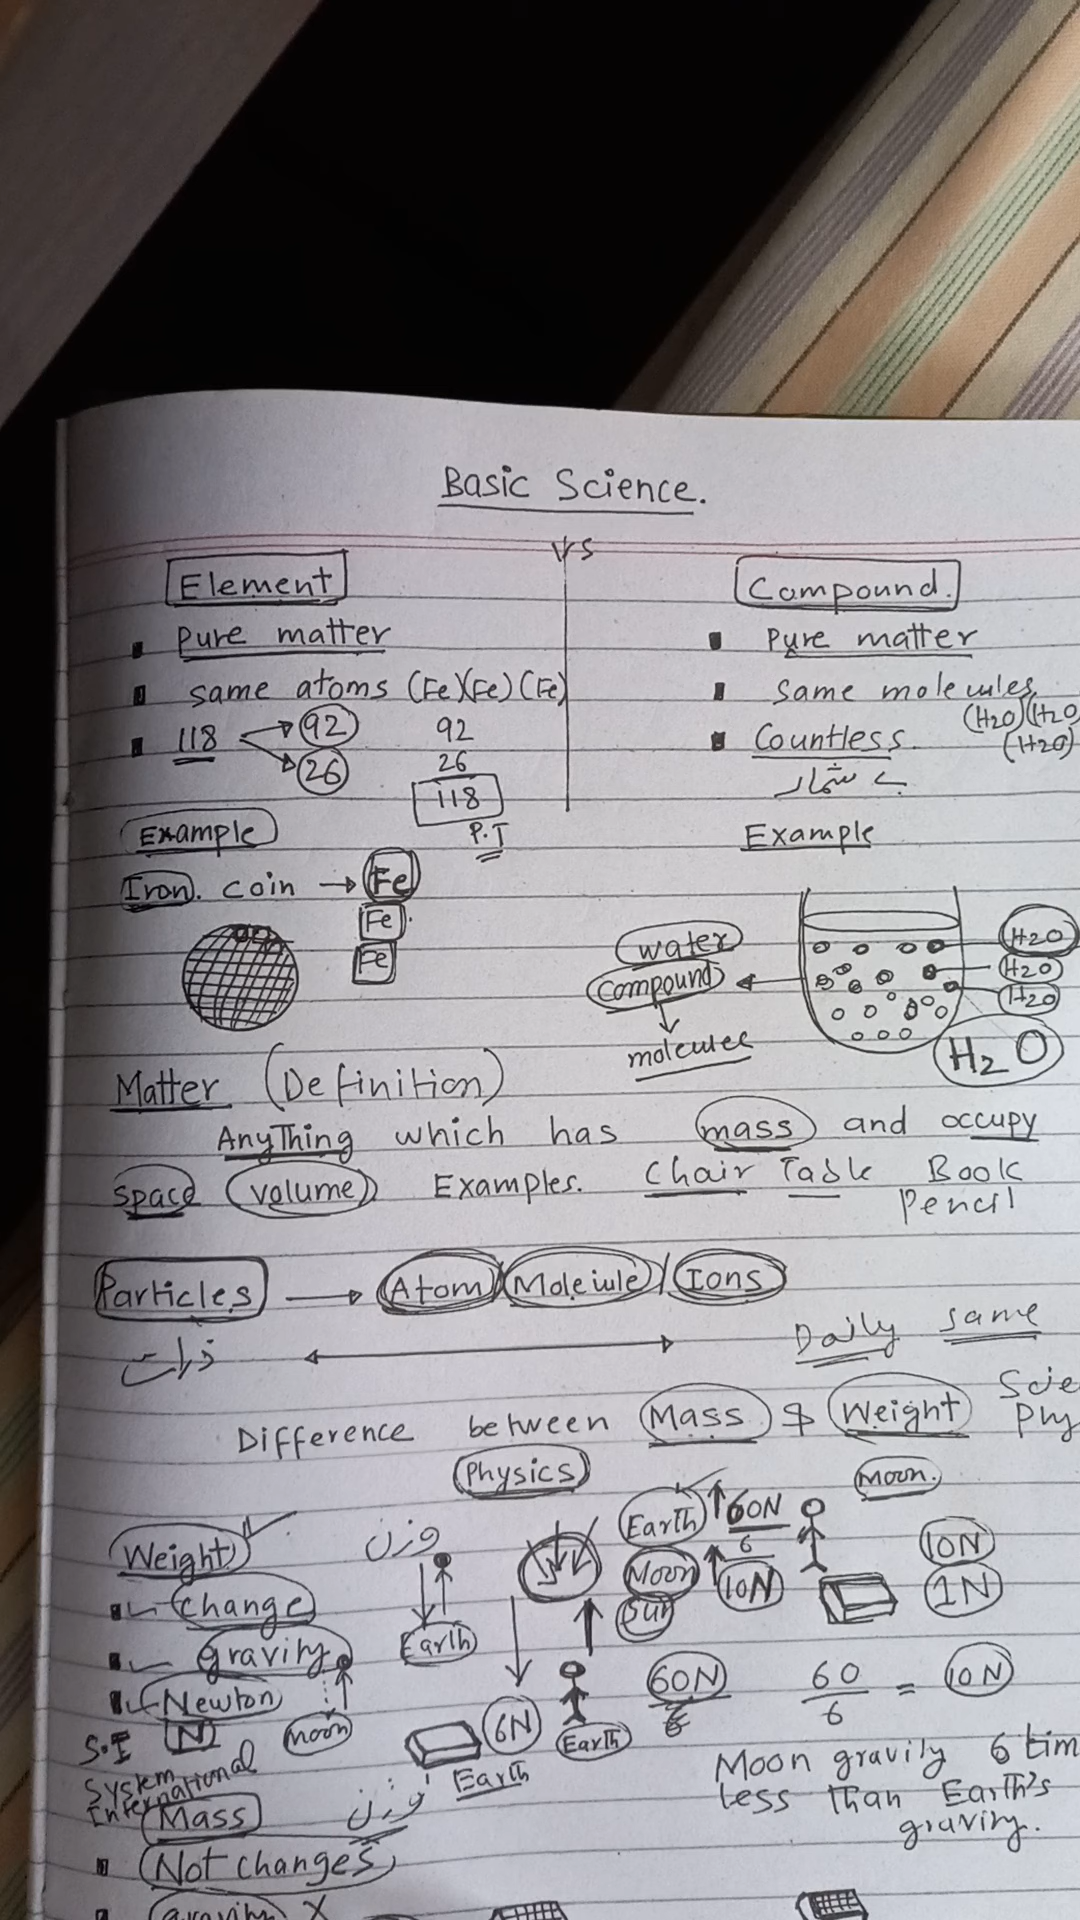 Basic Science.
Element
vs
Compound.
Pure matter
Pure matter
same atoms (Fe)(Fe)(Fe)
same molecules
(H2O)(H2O
(H2O)
118 → 92
26
92
26
118
P.T
Countless.
بے شمار
Example
Example
Iron. coin → Fe
Fe
Fe
water
compound
molecules
H2O
H2O
H2O
H2O
Matter (Definition)
AnyThing which has mass and occupy
space (volume) Examples. Chair Table Book
Pencil
Particles → Atom/Molecule/Ions
ذرات
Daily same
Difference between Mass & Weight
Physics
Moon.
Weight
وزن
Earth
60N
6
Moon
10N
Sun
10N
1N
Change
Earth
gravity
Newton
S.I
N
System
International
Moon
6N
Earth
Earth
60N
6
60
6
= 10N
Moon gravity 6 tim
less than Earth's
gravity.
Mass
وزن
Not changes
gravity X